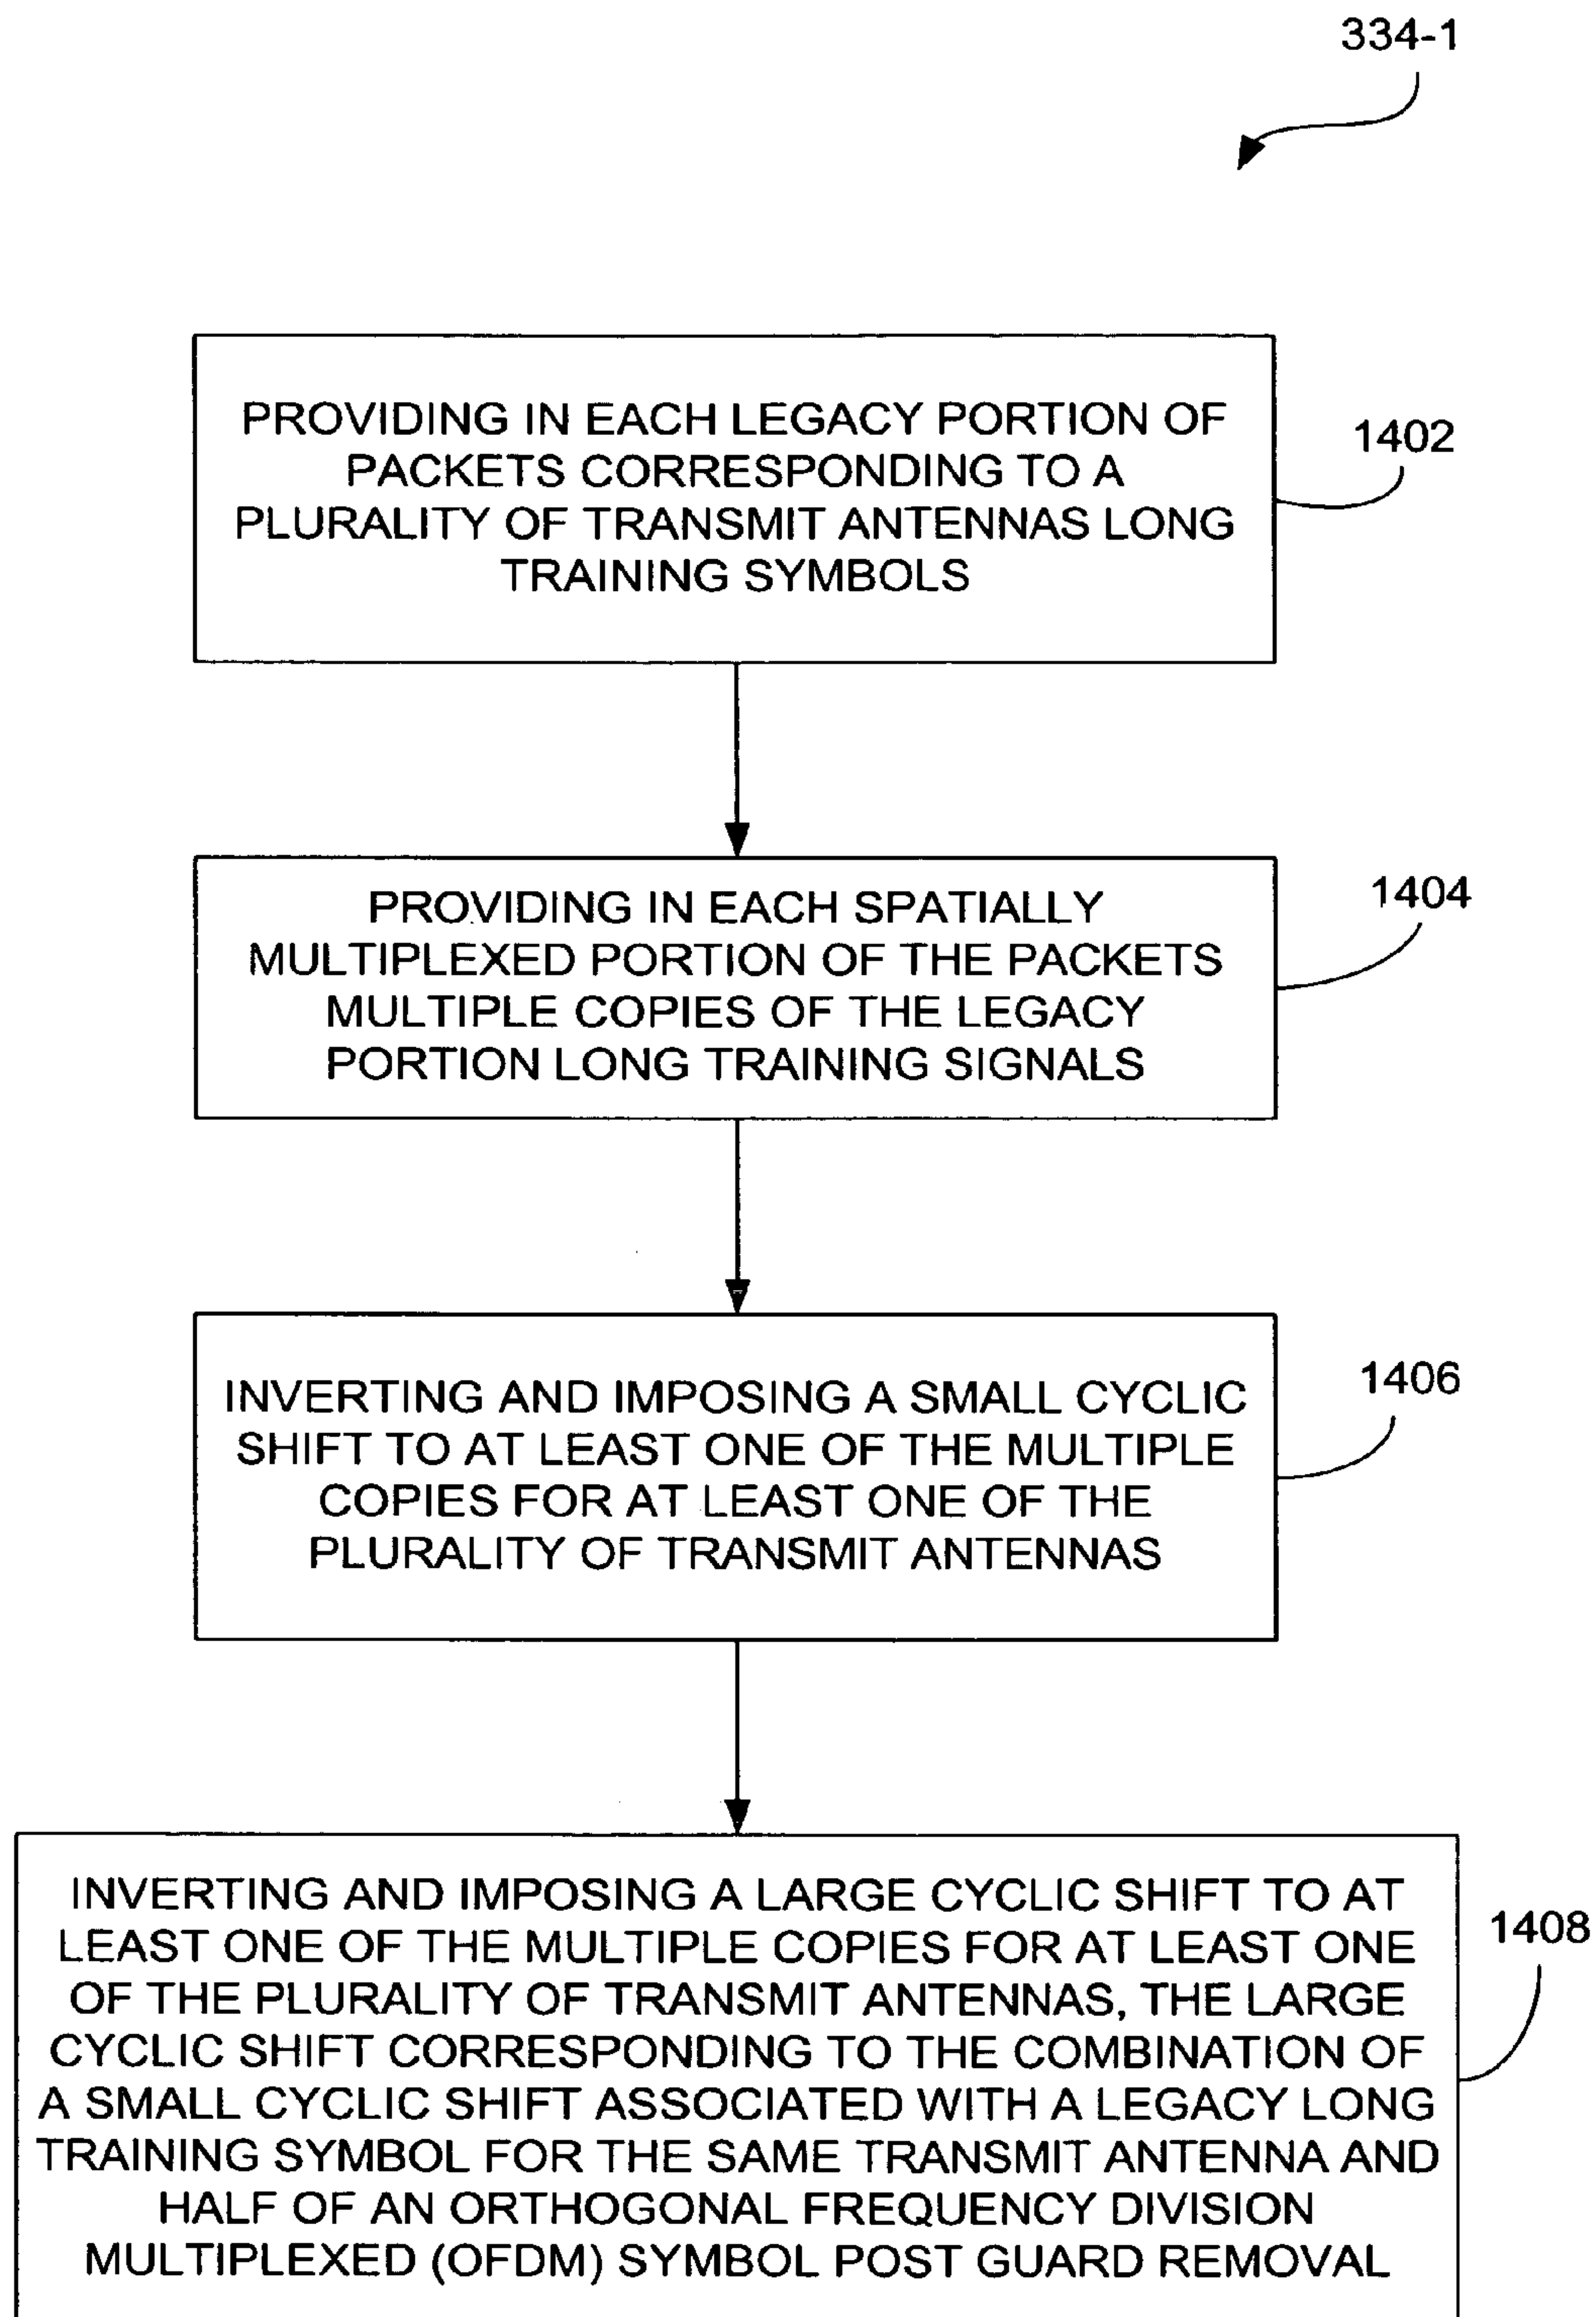 334-1
PROVIDING IN EACH LEGACY PORTION OF
PACKETS CORRESPONDING TO A
PLURALITY OF TRANSMIT ANTENNAS LONG
TRAINING SYMBOLS
1402
PROVIDING IN EACH SPATIALLY
MULTIPLEXED PORTION OF THE PACKETS
MULTIPLE COPIES OF THE LEGACY
PORTION LONG TRAINING SIGNALS
1404
INVERTING AND IMPOSING A SMALL CYCLIC
SHIFT TO AT LEAST ONE OF THE MULTIPLE
COPIES FOR AT LEAST ONE OF THE
PLURALITY OF TRANSMIT ANTENNAS
1406
INVERTING AND IMPOSING A LARGE CYCLIC SHIFT TO AT
LEAST ONE OF THE MULTIPLE COPIES FOR AT LEAST ONE
OF THE PLURALITY OF TRANSMIT ANTENNAS, THE LARGE
CYCLIC SHIFT CORRESPONDING TO THE COMBINATION OF
A SMALL CYCLIC SHIFT ASSOCIATED WITH A LEGACY LONG
TRAINING SYMBOL FOR THE SAME TRANSMIT ANTENNA AND
HALF OF AN ORTHOGONAL FREQUENCY DIVISION
MULTIPLEXED (OFDM) SYMBOL POST GUARD REMOVAL
1408